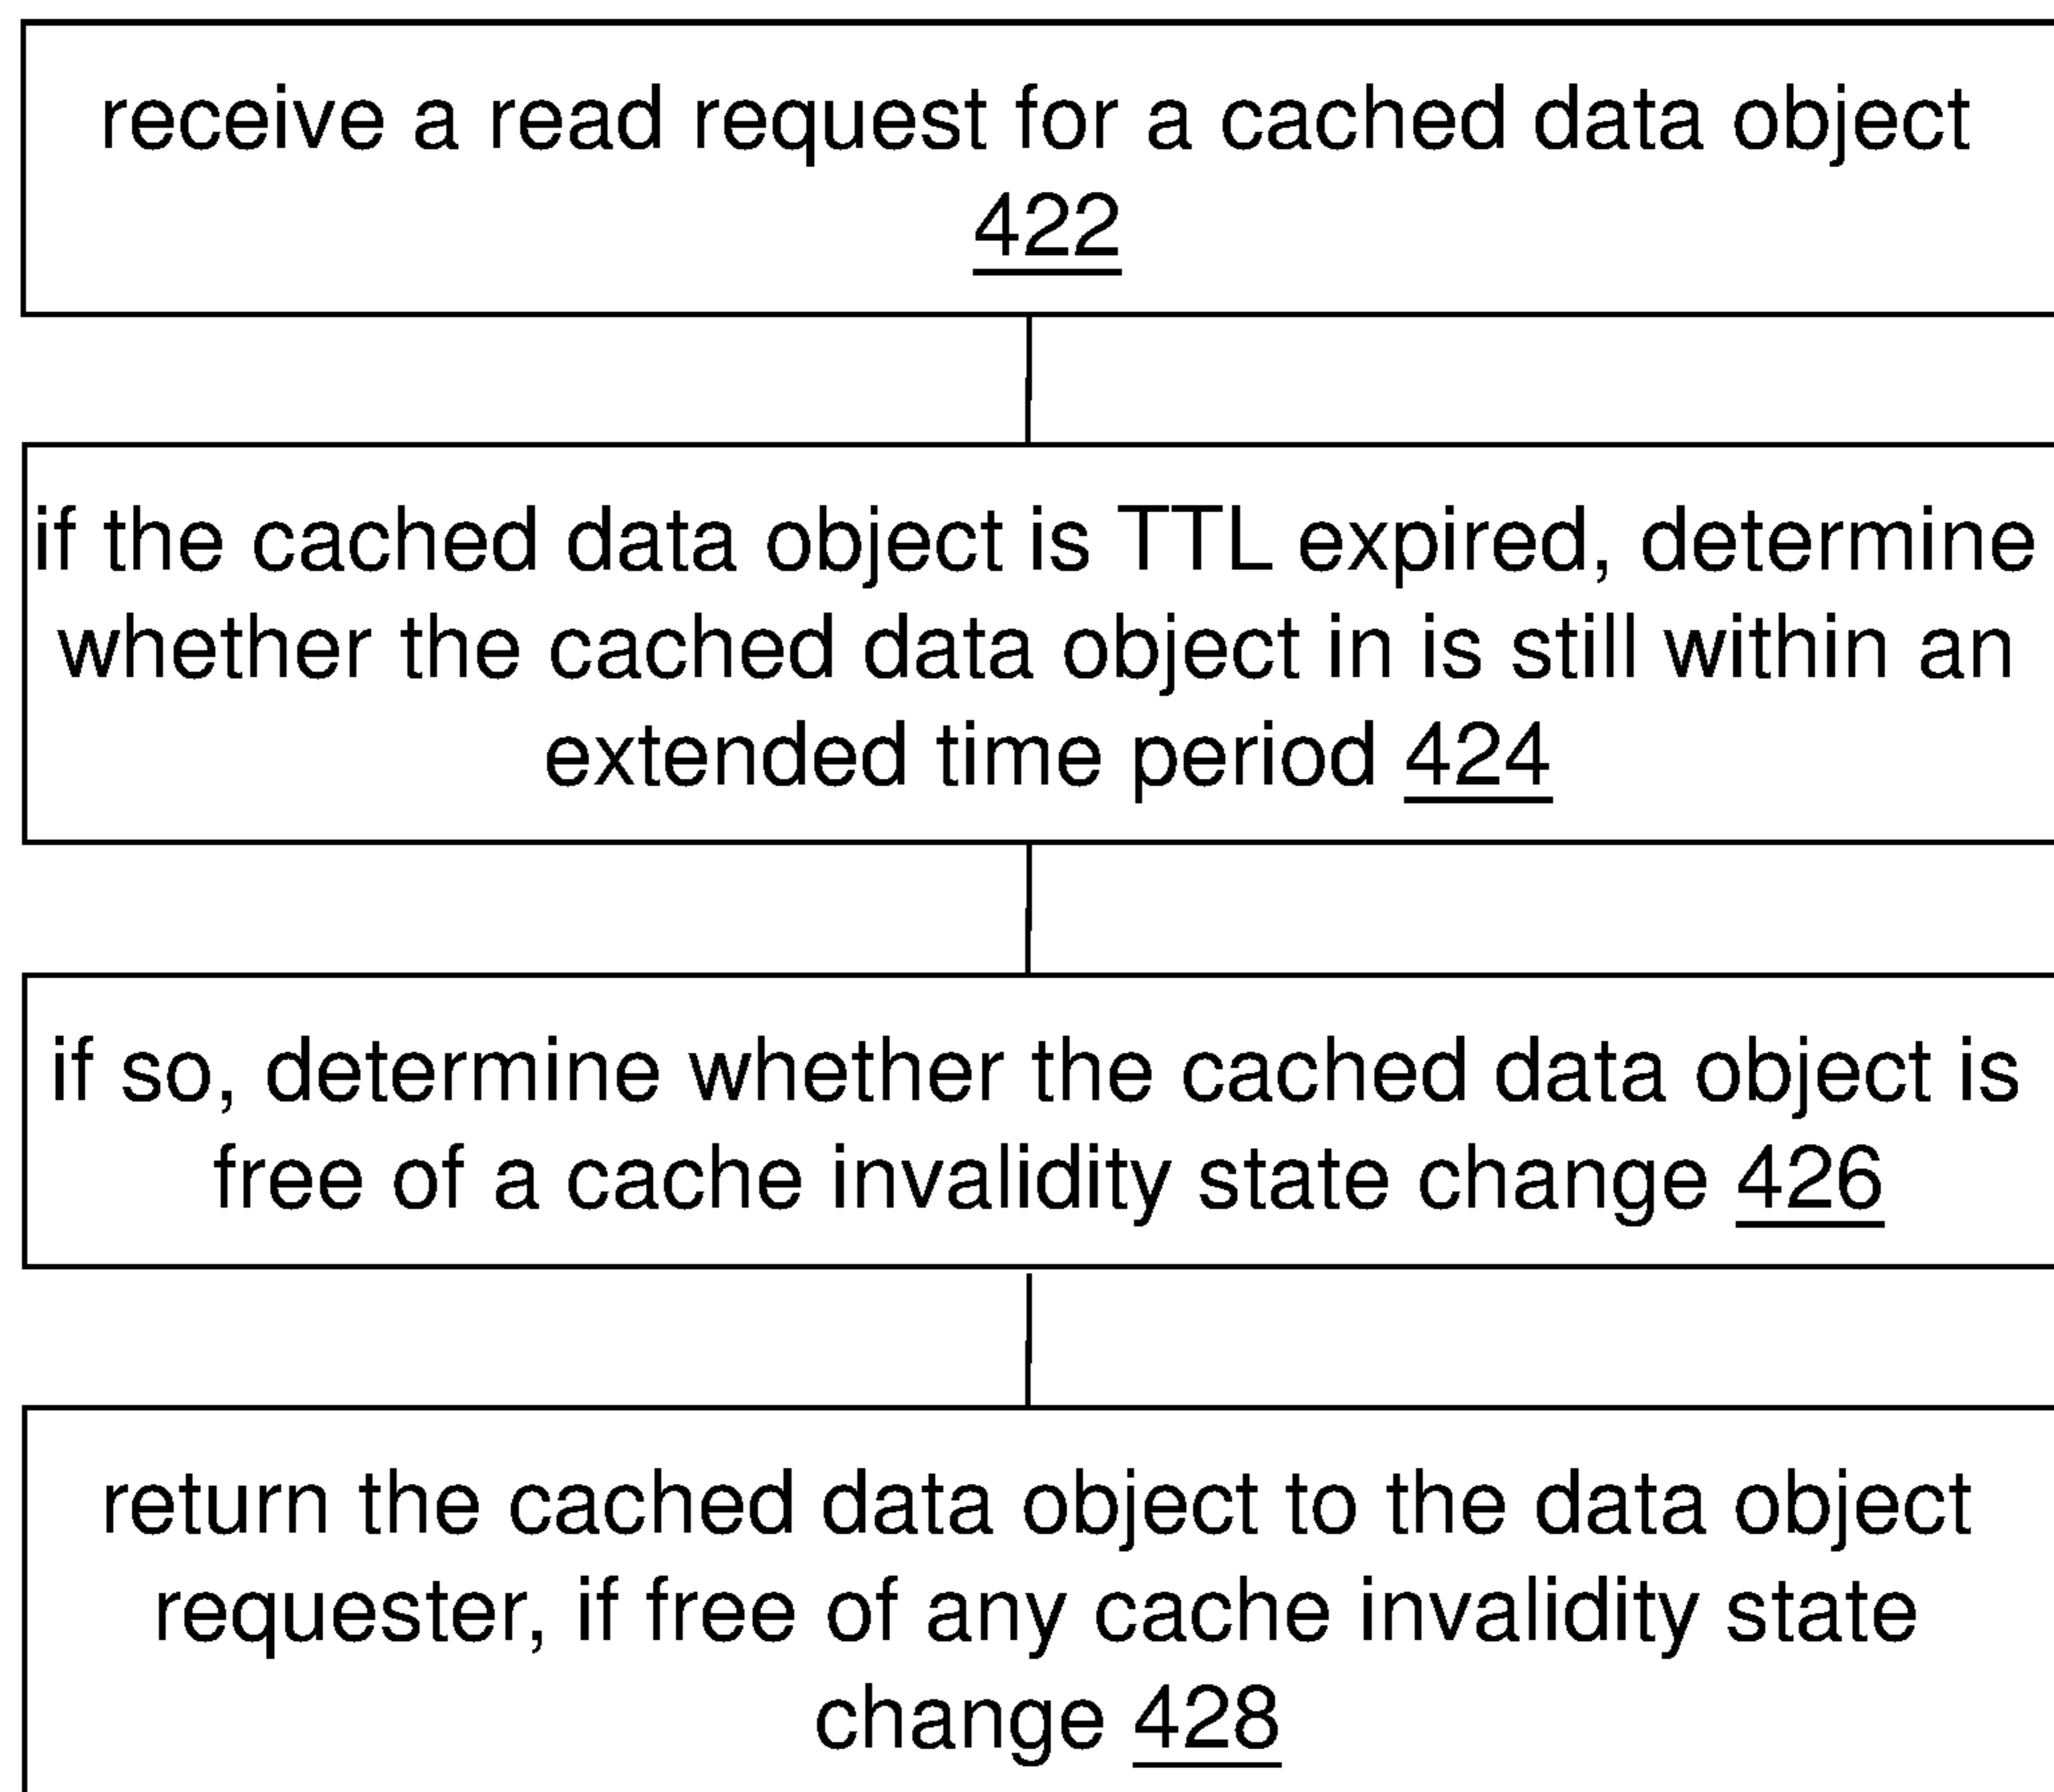 receive a read request for a cached data object
422
if the cached data object is TTL expired, determine
whether the cached data object in is still within an
extended time period 424
if so, determine whether the cached data object is
free of a cache invalidity state change 426
return the cached data object to the data object
requester, if free of any cache invalidity state
change 428